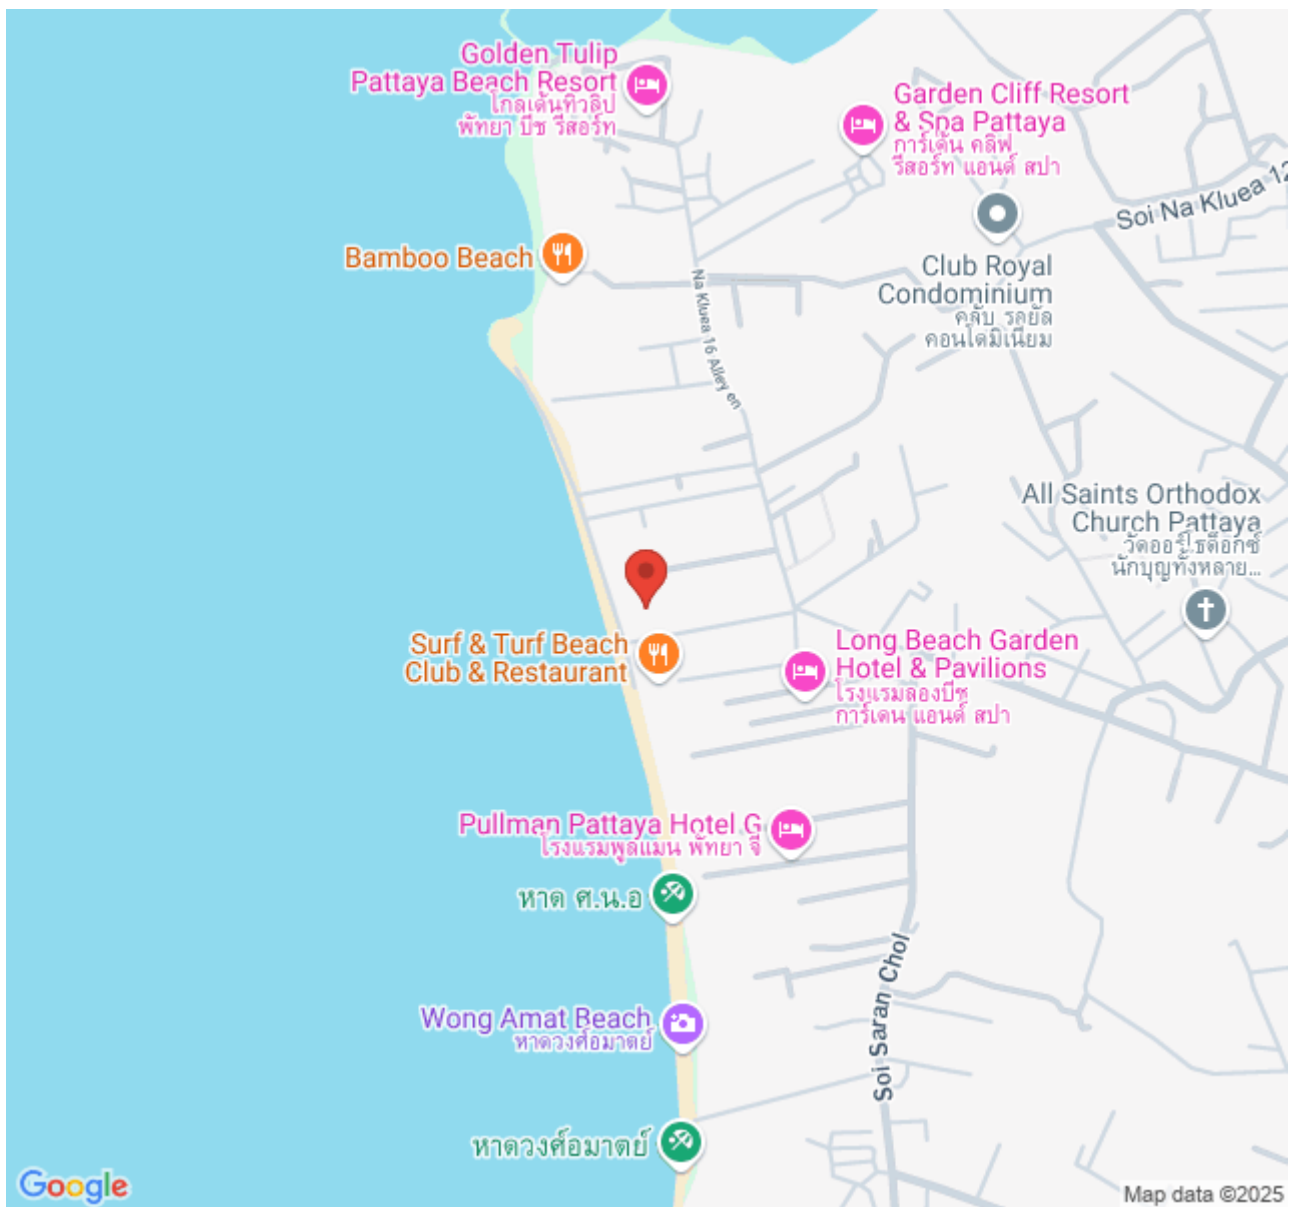 Golden Tulip
Pattaya Beach Resort
โกลเด้นทิวลิป
พัทยา บีช รีสอร์ท
Garden Cliff Resort
& Spa Pattaya
การ์เด้น คลิฟ
รีสอร์ท แอนด์ สปา
Soi Na Kluea 12
Bamboo Beach
Club Royal
Condominium
คลับ รอยัล
คอนโดมิเนียม
Na Kluea 16 Alley en
All Saints Orthodox
Church Pattaya
วัดออร์โธด็อกซ์
นักบุญทั้งหลาย...
Surf & Turf Beach
Club & Restaurant
Long Beach Garden
Hotel & Pavilions
โรงแรมลองบีช
การ์เดน แอนด์ สปา
Pullman Pattaya Hotel G
โรงแรมพูลแมน พัทยา จี
หาด ศ.น.อ
Soi Saran Chol
Wong Amat Beach
หาดวงศ์อมาตย์
หาดวงศ์อมาตย์
Google
Map data ©2025